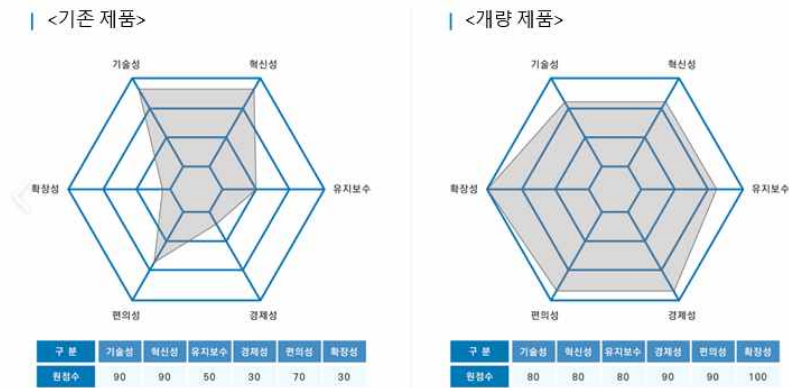 <기존 제품>
기술성 혁신성
확장성 유지보수
편의성 경제성
구 분 기술성 혁신성 유지보수 경제성 편의성 확장성
원점수 90 90 50 30 70 30
<개량 제품>
기술성 혁신성
확장성 유지보수
편의성 경제성
구 분 기술성 혁신성 유지보수 경제성 편의성 확장성
원점수 80 80 80 90 90 100